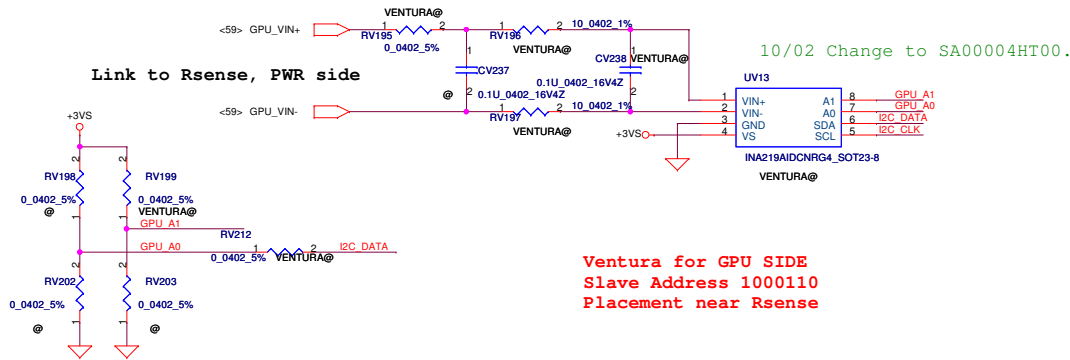 VENTURA@
<59> GPU_VIN+
1
2
RV195
0_0402_5%
1
2
10_0402_1%
RV196
VENTURA@
10/02 Change to SA00004HT00.
Link to Rsense, PWR side
1
CV237
2
@
0.1U_0402_16V4Z
1
CV238
VENTURA@
2
0.1U_0402_16V4Z
<59> GPU_VIN-
1
2
10_0402_1%
RV197
VENTURA@
UV13
1 VIN+ A1 8 GPU_A1
2 VIN- A0 7 GPU_A0
3 GND SDA 6 I2C_DATA
+3VS 4 VS SCL 5 I2C_CLK
INA219AIDCNRG4_SOT23-8
VENTURA@
+3VS
2
2
RV198
RV199
0_0402_5%
0_0402_5%
@
VENTURA@
1
1
GPU_A1
RV212
GPU_A0
1
2
I2C_DATA
0_0402_5%
VENTURA@
2
2
RV202
RV203
0_0402_5%
0_0402_5%
1
1
@
@
Ventura for GPU SIDE
Slave Address 1000110
Placement near Rsense